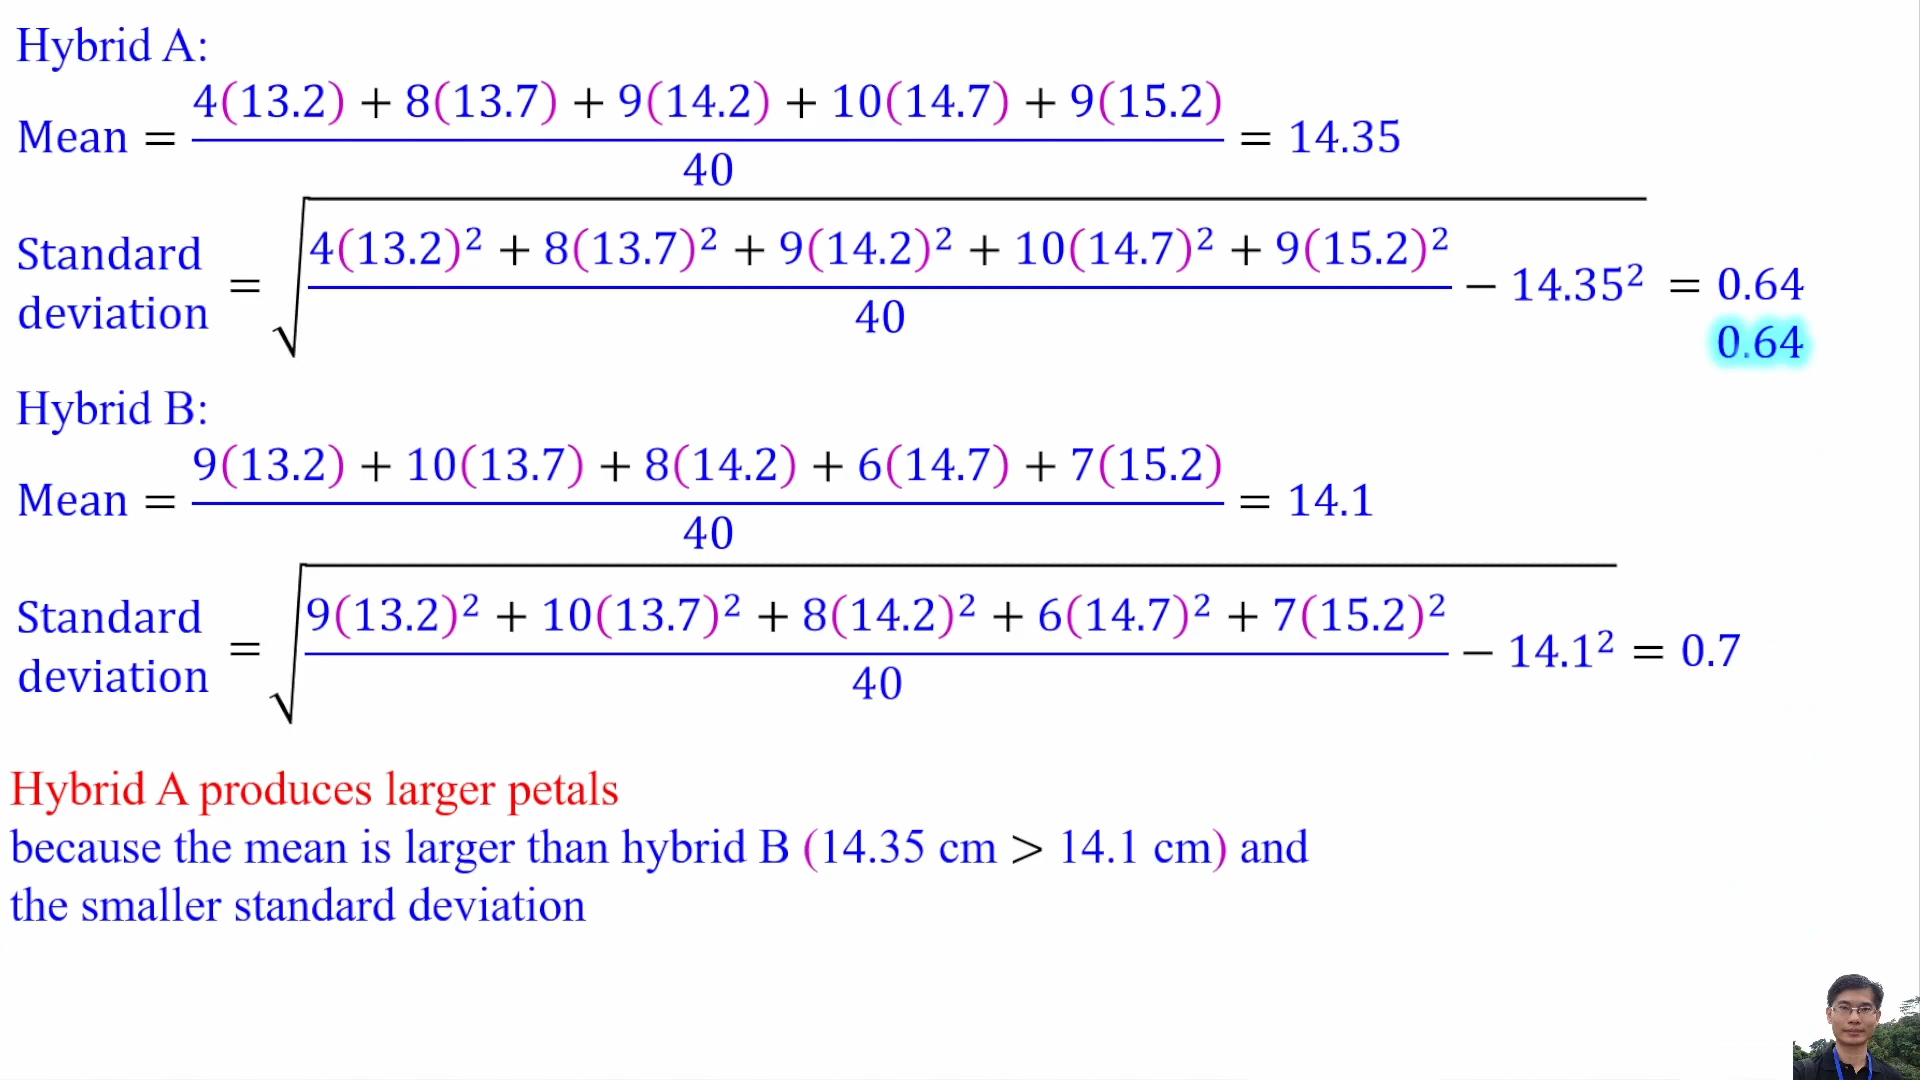 Hybrid A:
Mean = (4(13.2) + 8(13.7) + 9(14.2) + 10(14.7) + 9(15.2)) / 40 = 14.35
Standard deviation = √((4(13.2)² + 8(13.7)² + 9(14.2)² + 10(14.7)² + 9(15.2)²) / 40 − 14.35²) = 0.64
0.64
Hybrid B:
Mean = (9(13.2) + 10(13.7) + 8(14.2) + 6(14.7) + 7(15.2)) / 40 = 14.1
Standard deviation = √((9(13.2)² + 10(13.7)² + 8(14.2)² + 6(14.7)² + 7(15.2)²) / 40 − 14.1²) = 0.7
Hybrid A produces larger petals
because the mean is larger than hybrid B (14.35 cm > 14.1 cm) and
the smaller standard deviation